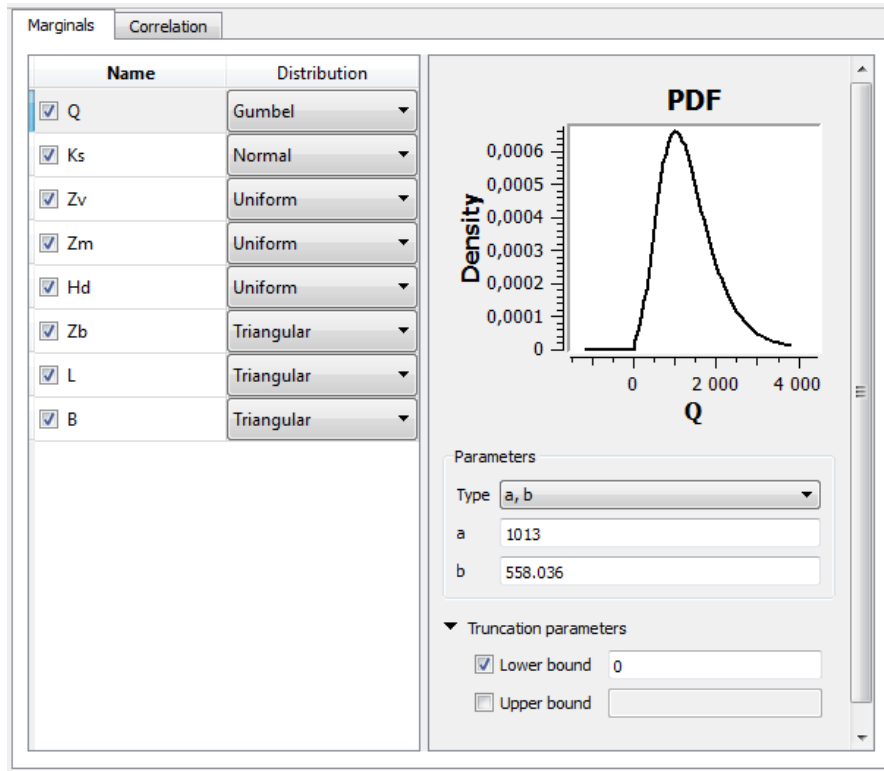 Marginals Correlation
Name Distribution
Q Gumbel
Ks Normal
Zv Uniform
Zm Uniform
Hd Uniform
Zb Triangular
L Triangular
B Triangular
PDF
Density
0,0006
0,0005
0,0004
0,0003
0,0002
0,0001
0
0 2 000 4 000
Q
Parameters
Type a, b
a 1013
b 558.036
Truncation parameters
Lower bound 0
Upper bound